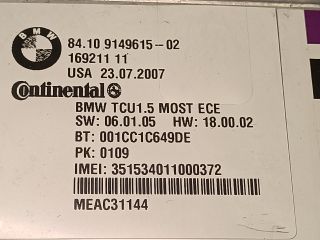 BMW
84.10 9149615-02
169211 11
USA 23.07.2007
Continental
BMW TCU1.5 MOST ECE
SW: 06.01.05 HW: 18.00.02
BT: 001CC1C649DE
PK: 0109
IMEI: 351534011000372
MEAC31144